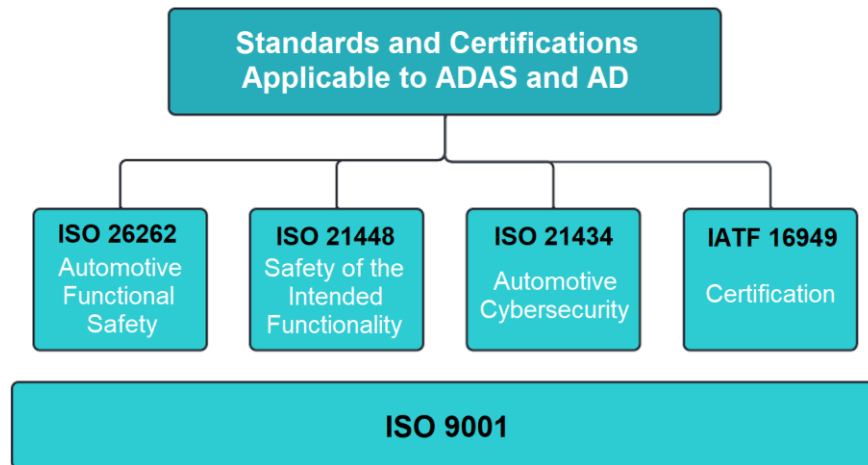 Standards and Certifications
Applicable to ADAS and AD
ISO 26262
Automotive
Functional
Safety
ISO 21448
Safety of the
Intended
Functionality
ISO 21434
Automotive
Cybersecurity
IATF 16949
Certification
ISO 9001